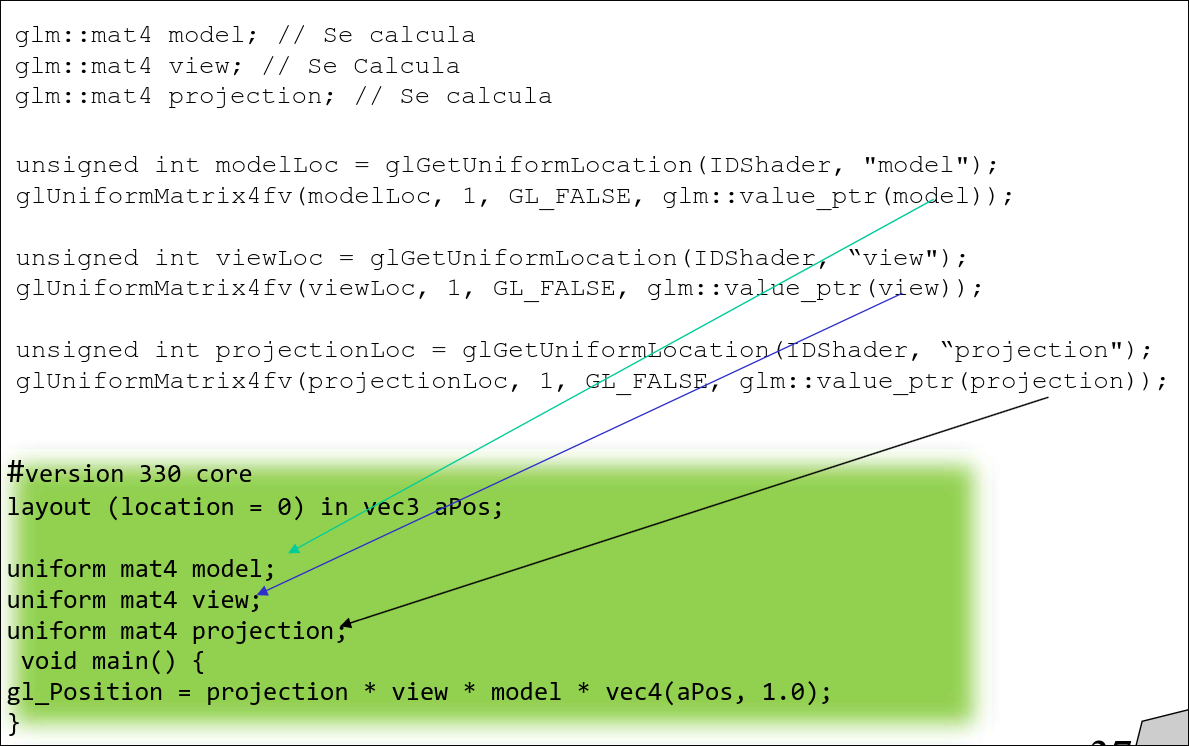 glm::mat4 model; // Se calcula
glm::mat4 view; // Se Calcula
glm::mat4 projection; // Se calcula
unsigned int modelLoc = glGetUniformLocation(IDShader, "model");
glUniformMatrix4fv(modelLoc, 1, GL_FALSE, glm::value_ptr(model));
unsigned int viewLoc = glGetUniformLocation(IDShader, “view");
glUniformMatrix4fv(viewLoc, 1, GL_FALSE, glm::value_ptr(view));
unsigned int projectionLoc = glGetUniformLocation(IDShader, “projection");
glUniformMatrix4fv(projectionLoc, 1, GL_FALSE, glm::value_ptr(projection));
#version 330 core
layout (location = 0) in vec3 aPos;
uniform mat4 model;
uniform mat4 view;
uniform mat4 projection;
void main() {
gl_Position = projection * view * model * vec4(aPos, 1.0);
}